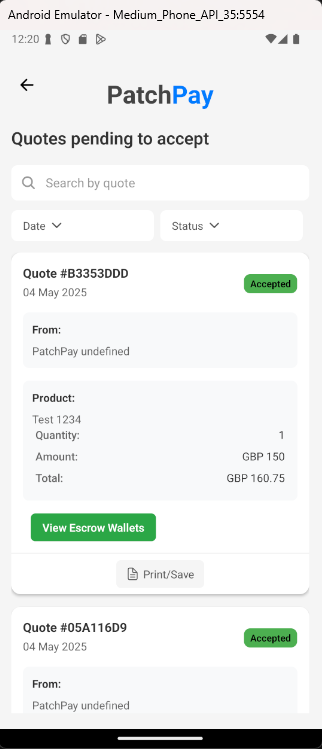 Android Emulator - Medium_Phone_API_35:5554
12:20
PatchPay
Quotes pending to accept
Search by quote
Date
Status
Quote #B3353DDD
Accepted
04 May 2025
From:
PatchPay undefined
Product:
Test 1234
Quantity: 1
Amount: GBP 150
Total: GBP 160.75
View Escrow Wallets
Print/Save
Quote #05A116D9
Accepted
04 May 2025
From:
PatchPay undefined